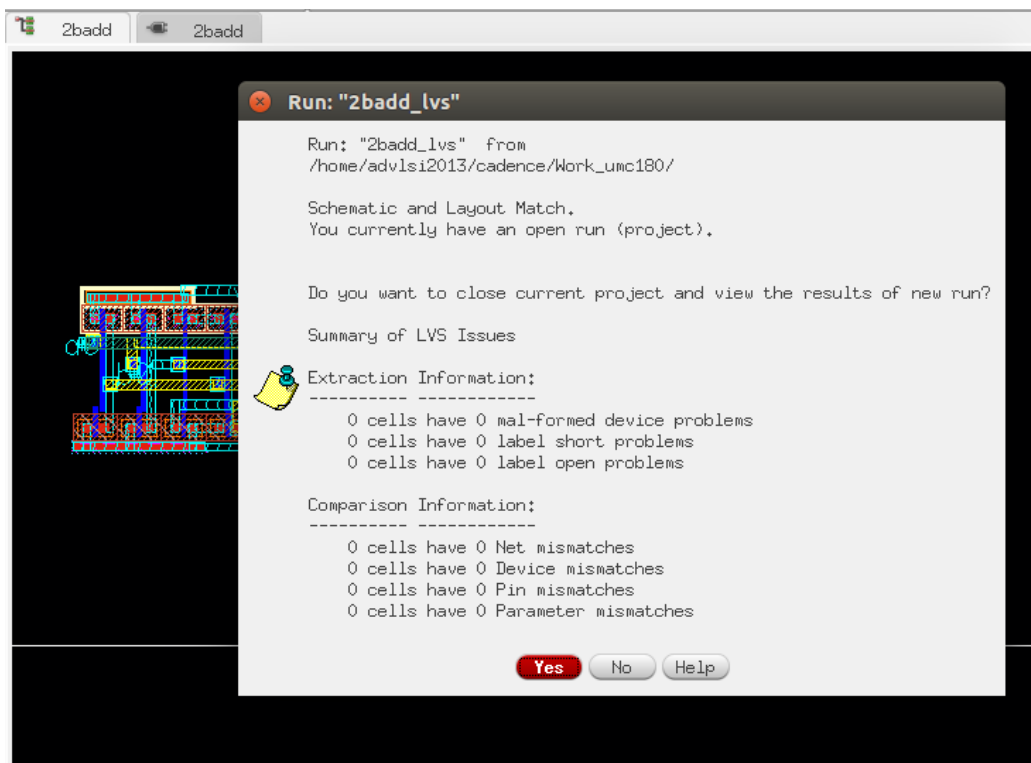 2badd 2badd
Run: "2badd_lvs"
Run: "2badd_lvs" from
/home/advlsi2013/cadence/Work_umc180/
Schematic and Layout Match.
You currently have an open run (project).
Do you want to close current project and view the results of new run?
Summary of LVS Issues
Extraction Information:
---------- ------------
0 cells have 0 mal-formed device problems
0 cells have 0 label short problems
0 cells have 0 label open problems
Comparison Information:
---------- ------------
0 cells have 0 Net mismatches
0 cells have 0 Device mismatches
0 cells have 0 Pin mismatches
0 cells have 0 Parameter mismatches
Yes No Help